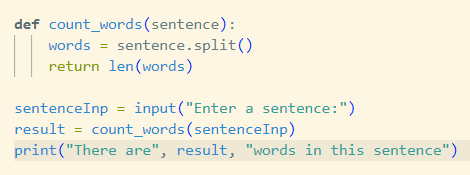 def count_words(sentence):
    words = sentence.split()
    return len(words)
sentenceInp = input("Enter a sentence:")
result = count_words(sentenceInp)
print("There are", result, "words in this sentence")